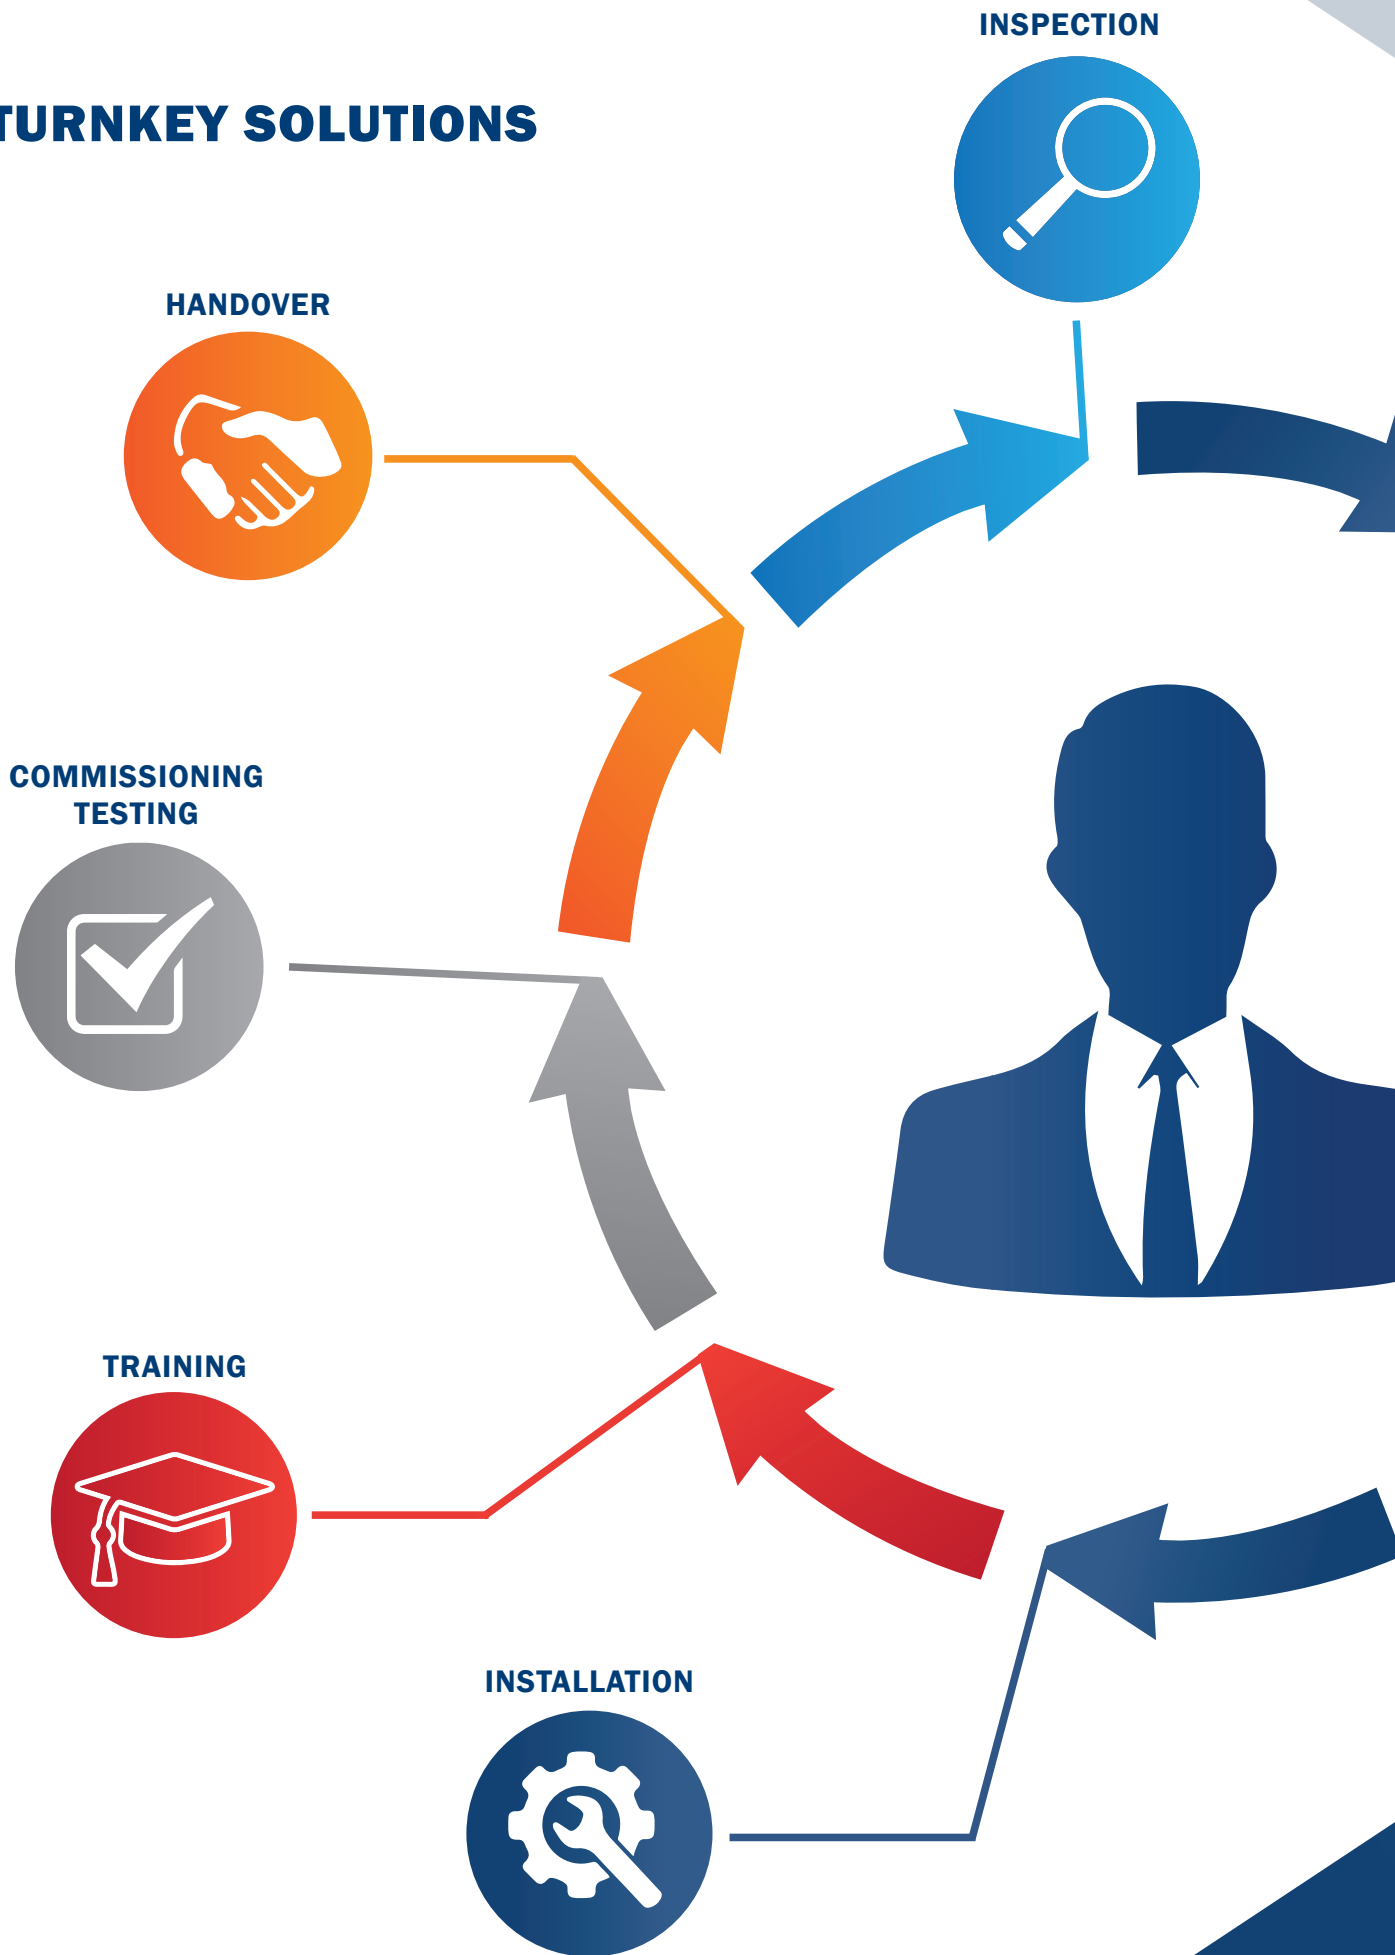 INSPECTION
TURNKEY SOLUTIONS
HANDOVER
COMMISSIONING
TESTING
TRAINING
INSTALLATION